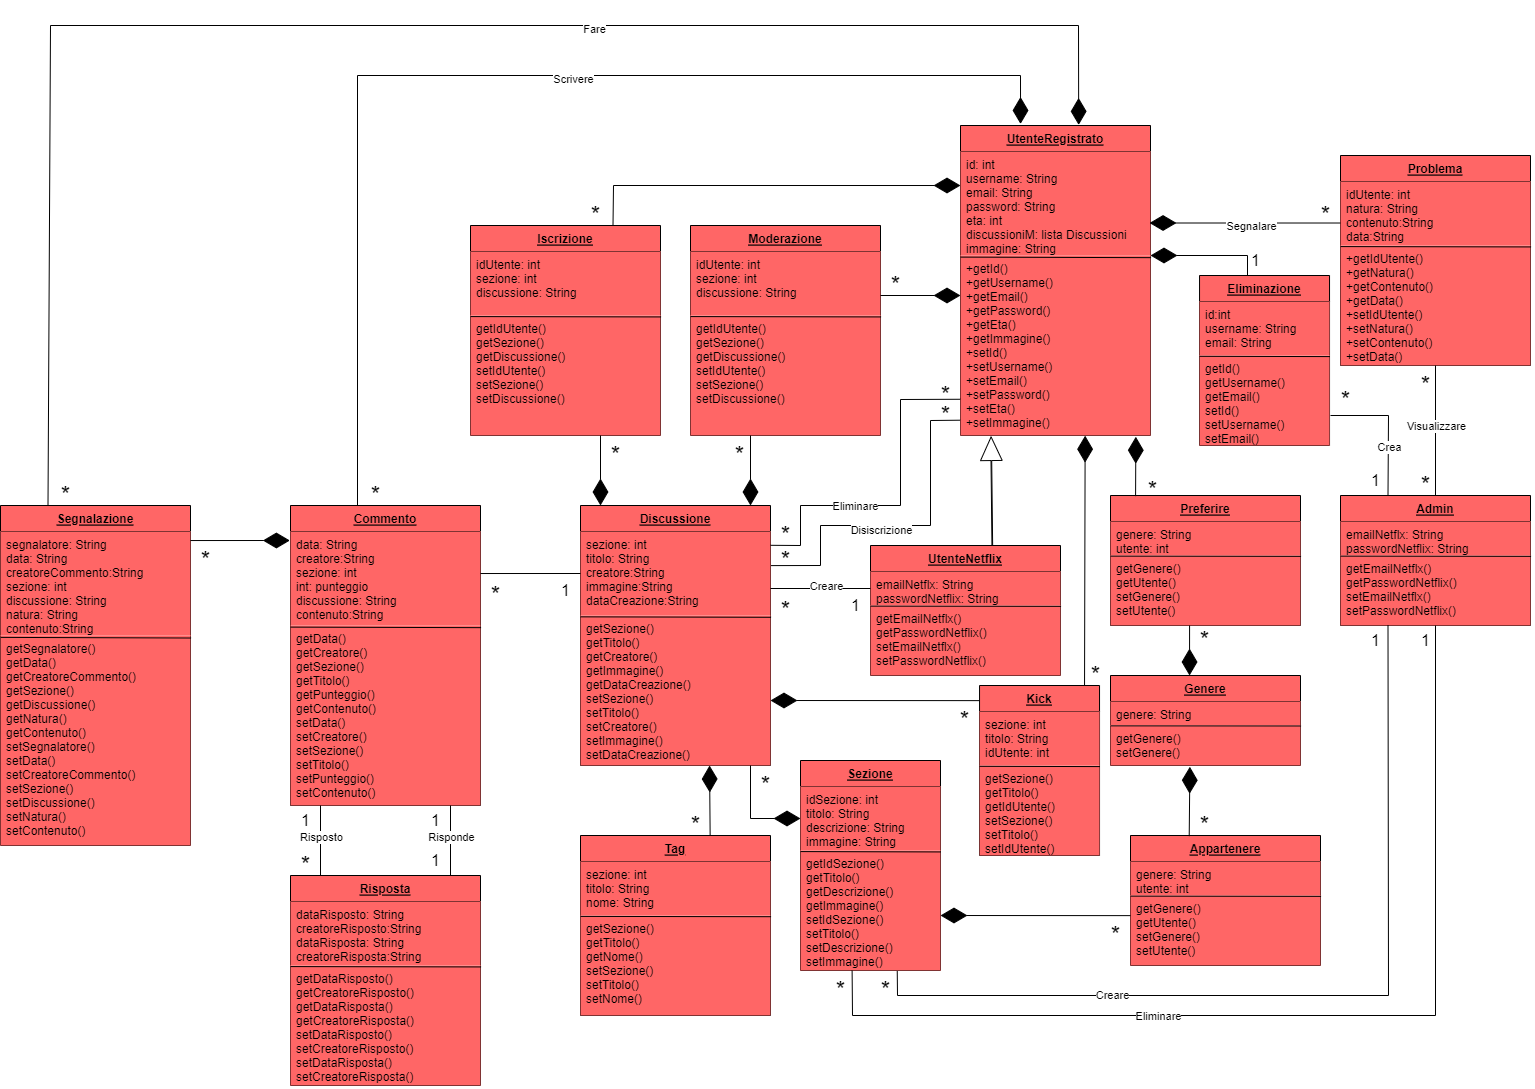 Fare
Scrivere
UtenteRegistrato
id: int
username: String
email: String
password: String
eta: int
discussioniM: lista Discussioni
immagine: String
+getId()
+getUsername()
+getEmail()
+getPassword()
+getEta()
+getImmagine()
+setId()
+setUsername()
+setEmail()
+setPassword()
+setEta()
+setImmagine()
Problema
idUtente: int
natura: String
contenuto:String
data:String
+getIdUtente()
+getNatura()
+getContenuto()
+getData()
+setIdUtente()
+setNatura()
+setContenuto()
+setData()
Segnalare
*
*
Iscrizione
idUtente: int
sezione: int
discussione: String
getIdUtente()
getSezione()
getDiscussione()
setIdUtente()
setSezione()
setDiscussione()
Moderazione
idUtente: int
sezione: int
discussione: String
getIdUtente()
getSezione()
getDiscussione()
setIdUtente()
setSezione()
setDiscussione()
*
1
Eliminazione
id:int
username: String
email: String
getId()
getUsername()
getEmail()
setId()
setUsername()
setEmail()
*
*
*
*
Crea
Visualizzare
*
*
1
*
*
*
*
*
Segnalazione
segnalatore: String
data: String
creatoreCommento:String
sezione: int
discussione: String
natura: String
contenuto:String
getSegnalatore()
getData()
getCreatoreCommento()
getSezione()
getDiscussione()
getNatura()
getContenuto()
setSegnalatore()
setData()
setCreatoreCommento()
setSezione()
setDiscussione()
setNatura()
setContenuto()
*
Commento
data: String
creatore:String
sezione: int
int: punteggio
discussione: String
contenuto:String
getData()
getCreatore()
getSezione()
getTitolo()
getPunteggio()
getContenuto()
setData()
setCreatore()
setSezione()
setTitolo()
setPunteggio()
setContenuto()
*
1
Discussione
sezione: int
titolo: String
creatore:String
immagine:String
dataCreazione:String
getSezione()
getTitolo()
getCreatore()
getImmagine()
getDataCreazione()
setSezione()
setTitolo()
setCreatore()
setImmagine()
setDataCreazione()
Eliminare
*
Disiscrizione
*
Creare
*
1
UtenteNetflix
emailNetflx: String
passwordNetflix: String
getEmailNetflx()
getPasswordNetflix()
setEmailNetflx()
setPasswordNetflix()
Preferire
genere: String
utente: int
getGenere()
getUtente()
setGenere()
setUtente()
Admin
emailNetflx: String
passwordNetflix: String
getEmailNetflx()
getPasswordNetflix()
setEmailNetflx()
setPasswordNetflix()
*
1
1
*
*
Kick
sezione: int
titolo: String
idUtente: int
getSezione()
getTitolo()
getIdUtente()
setSezione()
setTitolo()
setIdUtente()
Genere
genere: String
getGenere()
setGenere()
*
*
*
Sezione
idSezione: int
titolo: String
descrizione: String
immagine: String
getIdSezione()
getTitolo()
getDescrizione()
getImmagine()
setIdSezione()
setTitolo()
setDescrizione()
setImmagine()
1
1
Risposto
Risponde
*
1
Tag
sezione: int
titolo: String
nome: String
getSezione()
getTitolo()
getNome()
setSezione()
setTitolo()
setNome()
Appartenere
genere: String
utente: int
getGenere()
getUtente()
setGenere()
setUtente()
*
Risposta
dataRisposto: String
creatoreRisposto:String
dataRisposta: String
creatoreRisposta:String
getDataRisposto()
getCreatoreRisposto()
getDataRisposta()
getCreatoreRisposta()
setDataRisposto()
setCreatoreRisposto()
setDataRisposta()
setCreatoreRisposta()
*
*
Creare
Eliminare